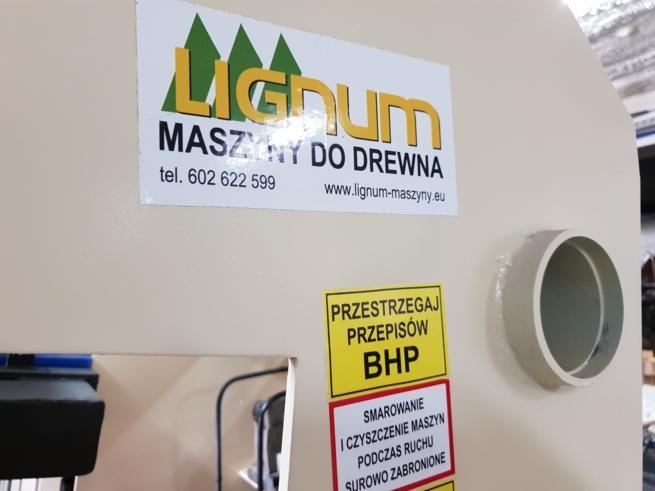 LIGNUM
MASZYNY DO DREWNA
tel. 602 622 599
www.lignum-maszyny.eu
PRZESTRZEGAJ
PRZEPISÓW
BHP
SMAROWANIE
I CZYSZCZENIE MASZYN
PODCZAS RUCHU
SUROWO ZABRONIONE